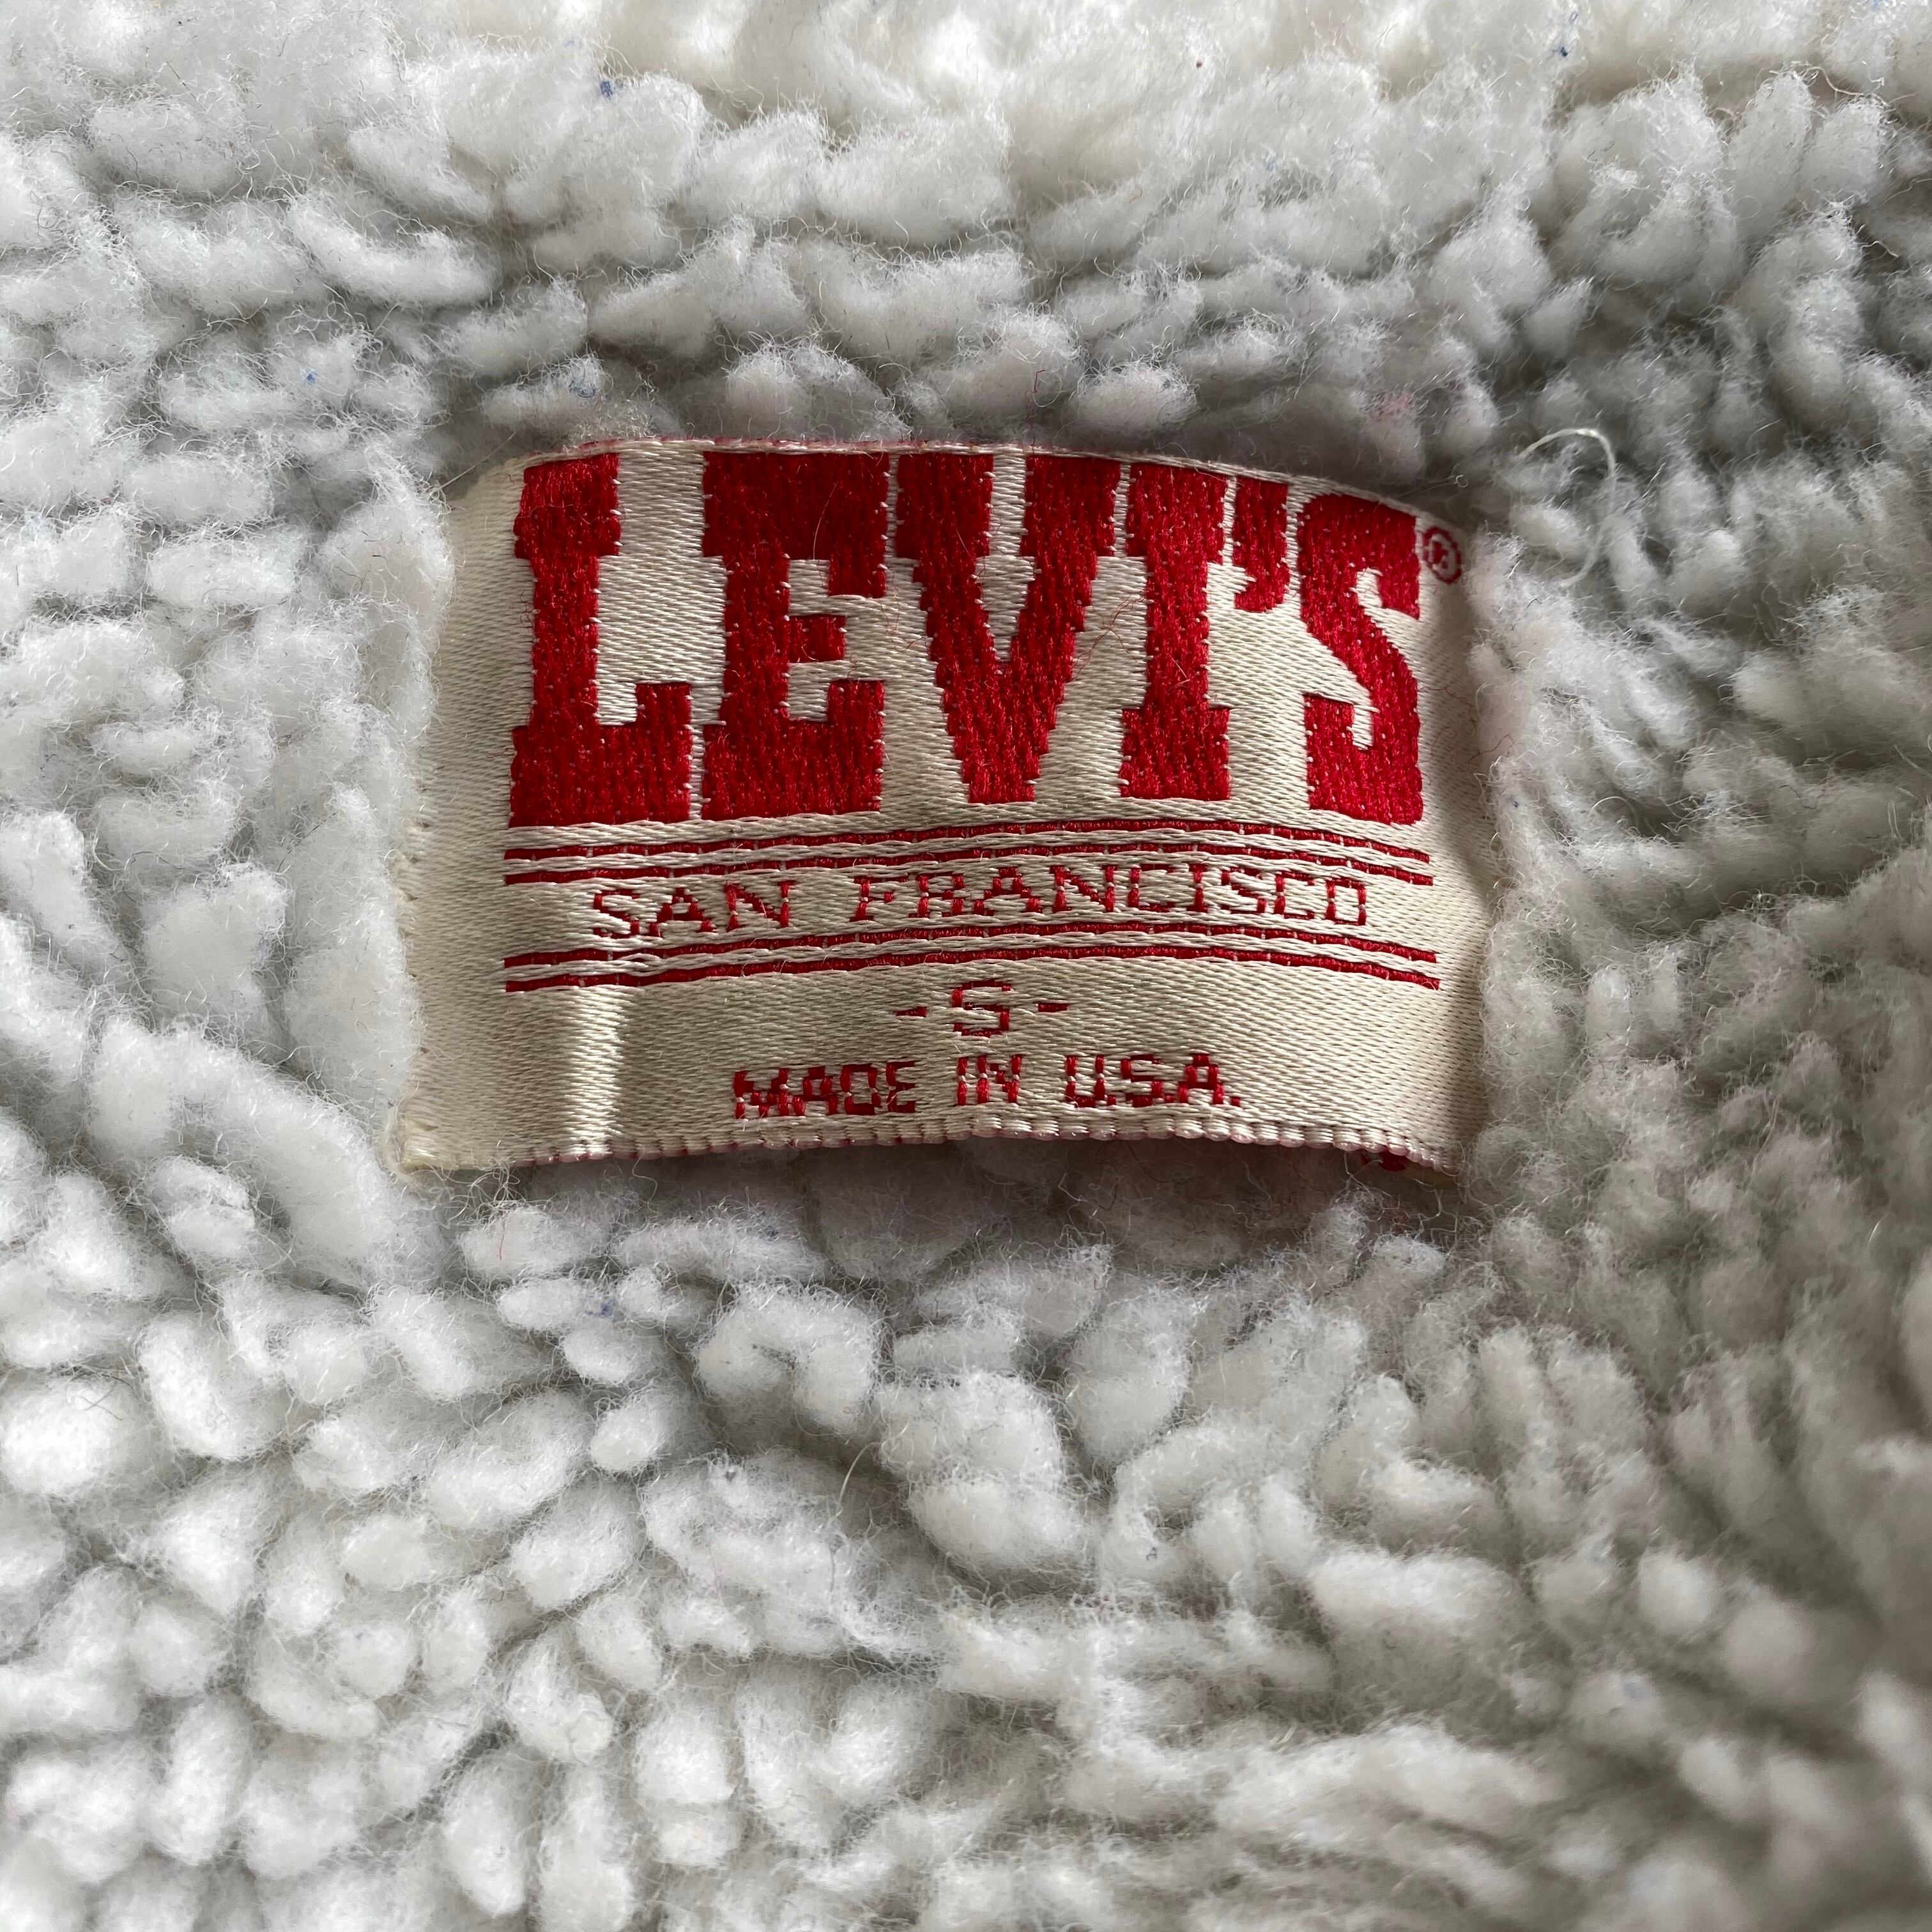 LEVI'S®
SAN FRANCISCO
-S-
MADE IN U.S.A.